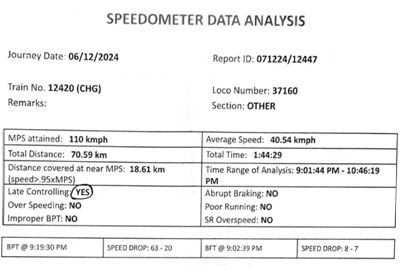 SPEEDOMETER DATA ANALYSIS
Journey Date: 06/12/2024 Report ID: 071224/12447
Train No. 12420 (CHG) Loco Number: 37160
Remarks: Section: OTHER
MPS attained: 110 kmph Average Speed: 40.54 kmph
Total Distance: 70.59 km Total Time: 1:44:29
Distance covered at near MPS: 18.61 km Time Range of Analysis: 9:01:44 PM - 10:46:19
(speed>.95xMPS) PM
Late Controlling: YES Abrupt Braking: NO
Over Speeding: NO Poor Running: NO
Improper BPT: NO SR Overspeed: NO
BPT @ 9:19:30 PM SPEED DROP: 63 - 20 BFT @ 9:02:39 PM SPEED DROP: 8 - 7